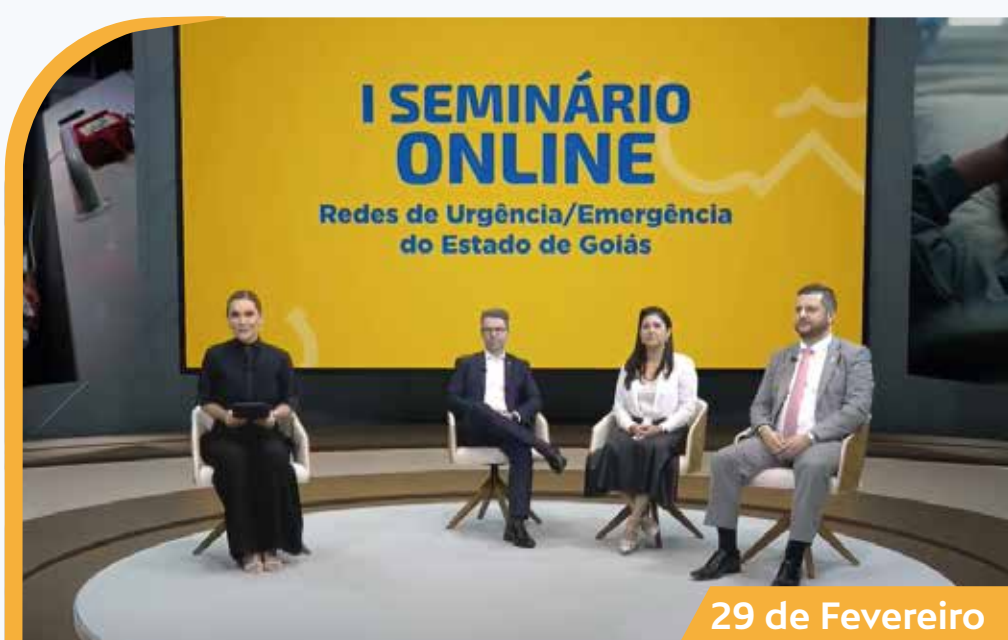 I SEMINÁRIO
ONLINE
Redes de Urgência/Emergência
do Estado de Goiás
29 de Fevereiro